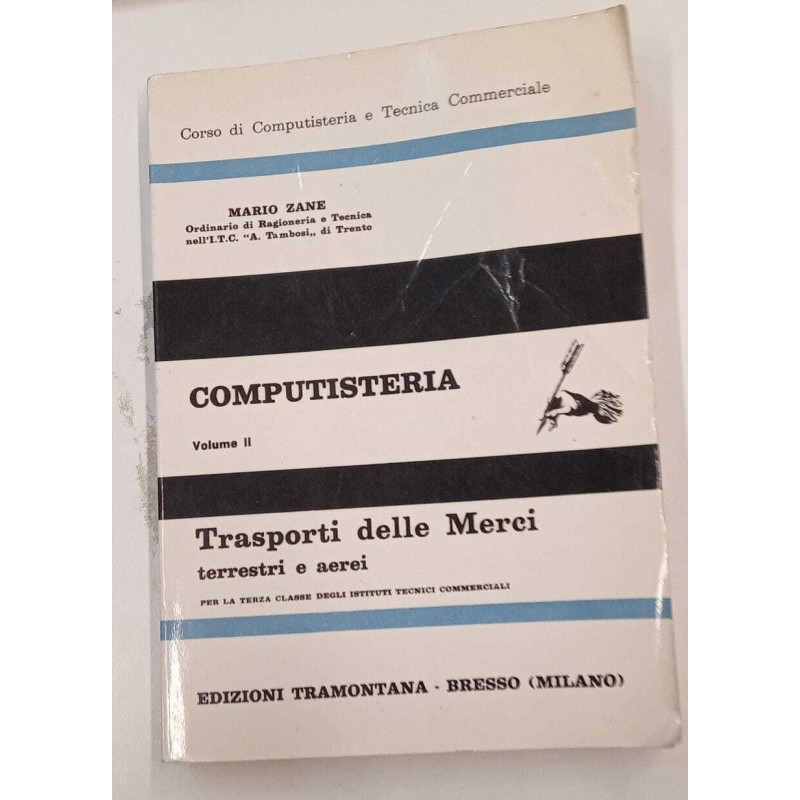 Corso di Computisteria e Tecnica Commerciale
MARIO ZANE
Ordinario di Ragioneria e Tecnica
nell'I.T.C. "A. Tambosi„ di Trento
COMPUTISTERIA
Volume II
Trasporti delle Merci
terrestri e aerei
PER LA TERZA CLASSE DEGLI ISTITUTI TECNICI COMMERCIALI
EDIZIONI TRAMONTANA - BRESSO (MILANO)